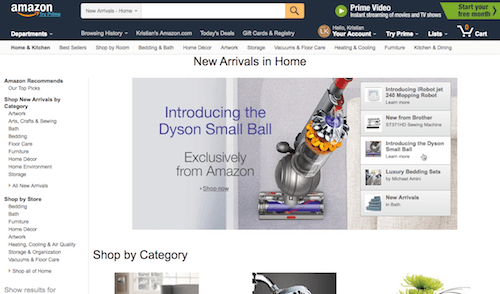 amazon
Try Prime
New Arrivals - Home
Prime Video
Instant streaming of movies and TV shows
Start your
free month
Departments
Browsing History
Kristien's Amazon.com
Today's Deals
Gift Cards & Registry
LK
Hello, Kristien
Your Account
Try Prime
Lists
0
Cart
Home & Kitchen
Best Sellers
Shop by Room
Bedding & Bath
Home Décor
Artwork
Storage
Vacuums & Floor Care
Heating & Cooling
Furniture
Kitchen & Dining
New Arrivals in Home
Amazon Recommends
Our Top Picks
Shop New Arrivals by
Category
Artwork
Arts, Crafts & Sewing
Bath
Bedding
Floor Care
Furniture
Home Décor
Home Environment
Storage
› All New Arrivals
Shop by Store
Bedding
Bath
Furniture
Home Décor
Artwork
Heating, Cooling & Air Quality
Storage & Organization
Vacuums & Floor Care
› Shop all of Home
Show results for
Introducing the
Dyson Small Ball
Exclusively
from Amazon
› Shop now
Introducing iRobot jet
240 Mopping Robot
Learn more
New from Brother
ST371HD Sewing Machine
Introducing the Dyson
Small Ball
Learn more
Luxury Bedding Sets
by Michael Amini
New Arrivals
in Bath
Shop by Category